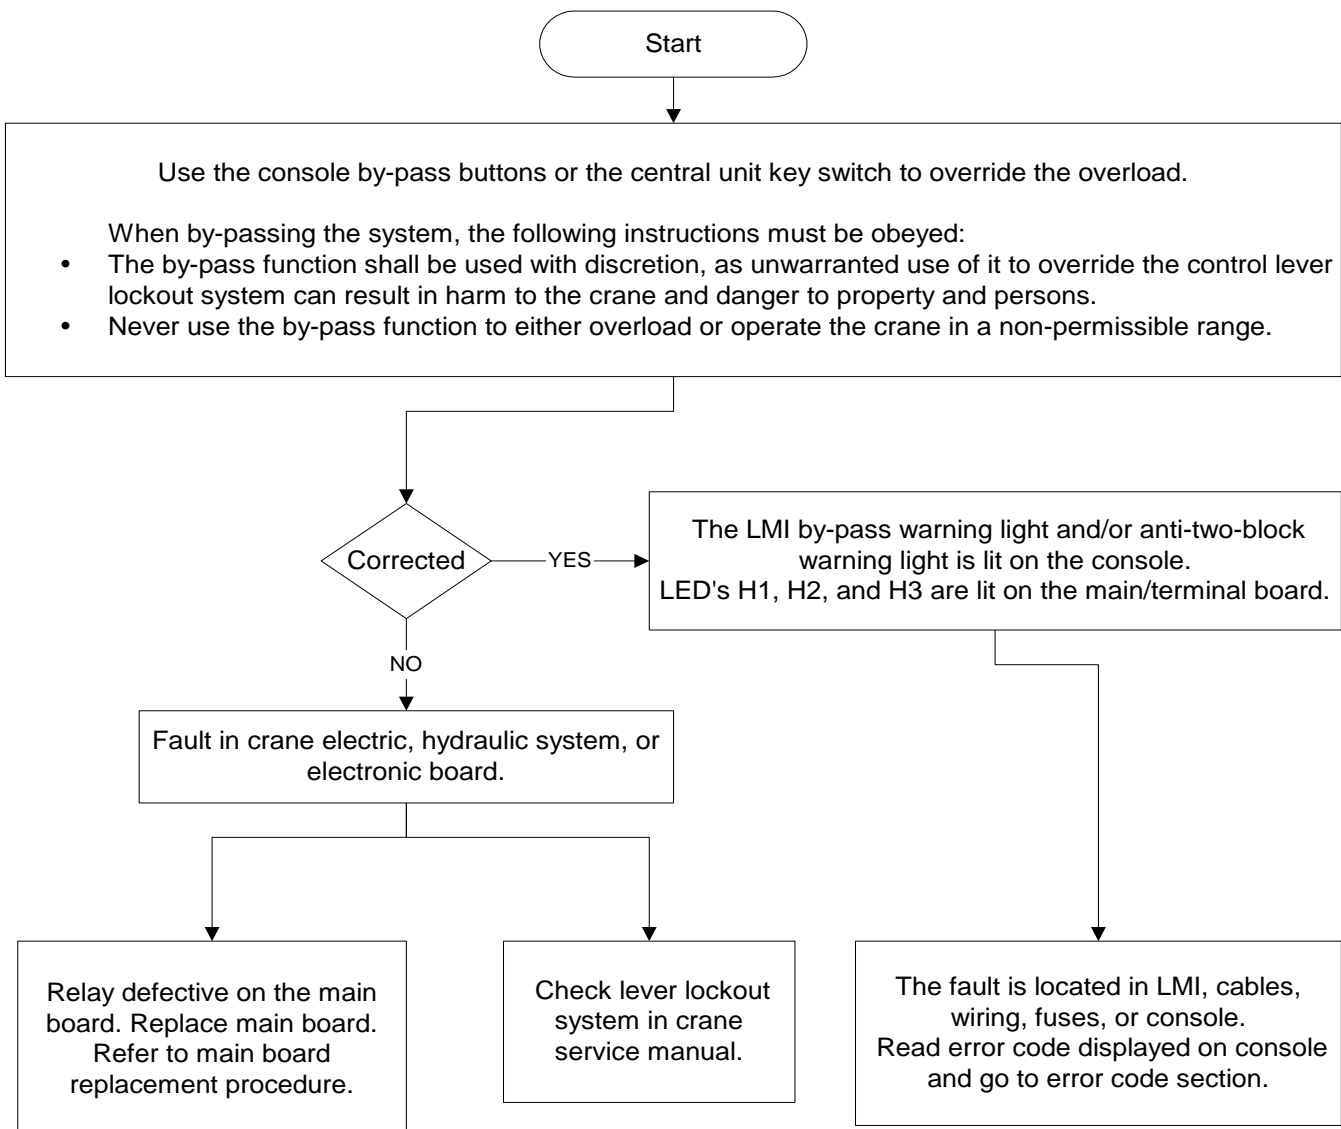 Start
Use the console by-pass buttons or the central unit key switch to override the overload.
When by-passing the system, the following instructions must be obeyed:
• The by-pass function shall be used with discretion, as unwarranted use of it to override the control lever
lockout system can result in harm to the crane and danger to property and persons.
• Never use the by-pass function to either overload or operate the crane in a non-permissible range.
Corrected
YES
The LMI by-pass warning light and/or anti-two-block
warning light is lit on the console.
LED's H1, H2, and H3 are lit on the main/terminal board.
NO
Fault in crane electric, hydraulic system, or
electronic board.
Relay defective on the main
board. Replace main board.
Refer to main board
replacement procedure.
Check lever lockout
system in crane
service manual.
The fault is located in LMI, cables,
wiring, fuses, or console.
Read error code displayed on console
and go to error code section.